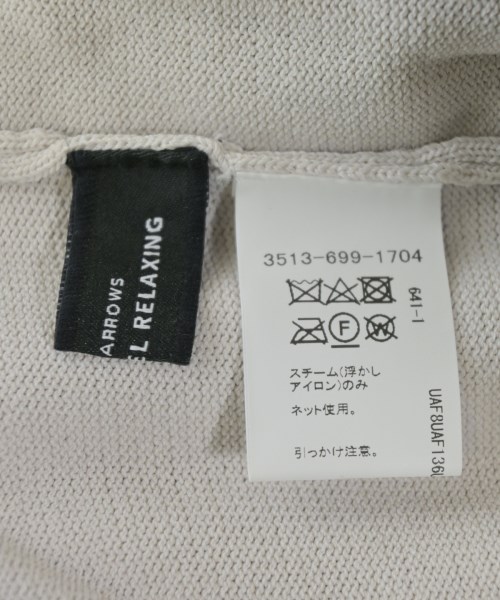 ARROWS
EL RELAXING
3513-699-1704
641-1
F
W
スチーム(浮かし
アイロン)のみ
ネット使用。
引っかけ注意。
UAF8UAF136